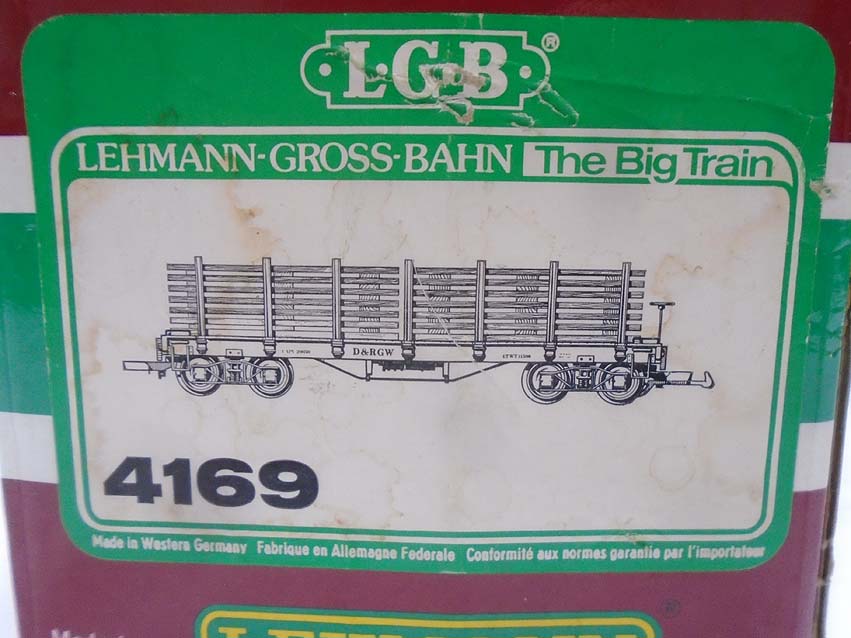 L·G·B®
LEHMANN-GROSS-BAHN The Big Train
D&RGW
4169
Made in Western Germany Fabrique en Allemagne Federale Conformité aux normes garantie par l'importateur
LEHMANN ®